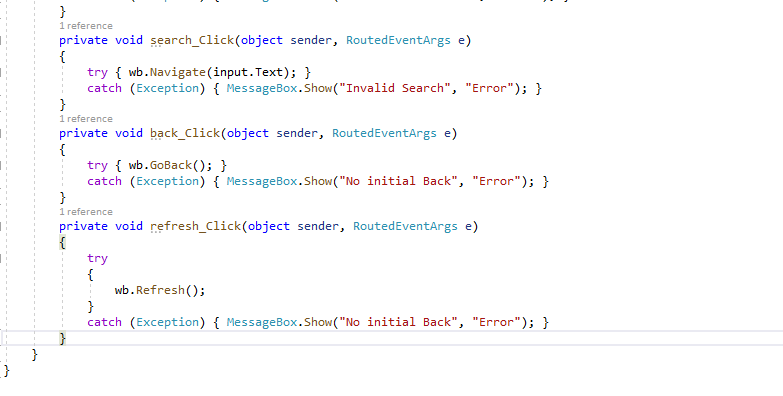 }
1 reference
private void search_Click(object sender, RoutedEventArgs e)
{
try { wb.Navigate(input.Text); }
catch (Exception) { MessageBox.Show("Invalid Search", "Error"); }
}
1 reference
private void back_Click(object sender, RoutedEventArgs e)
{
try { wb.GoBack(); }
catch (Exception) { MessageBox.Show("No initial Back", "Error"); }
}
1 reference
private void refresh_Click(object sender, RoutedEventArgs e)
{
try
{
wb.Refresh();
}
catch (Exception) { MessageBox.Show("No initial Back", "Error"); }
}
}
}